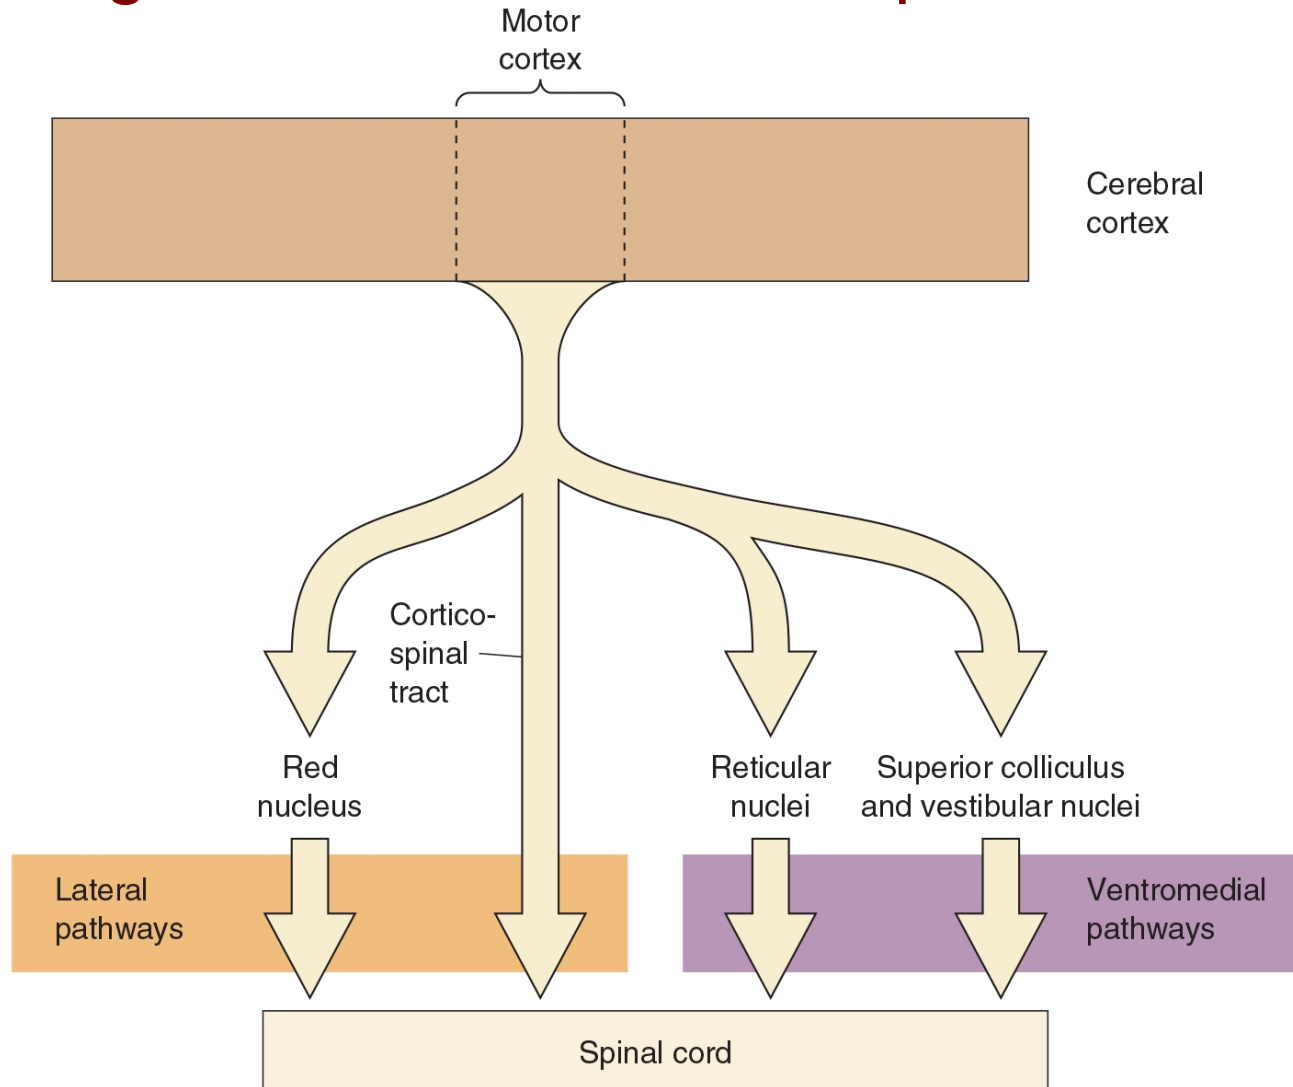 Motor
cortex
Cerebral
cortex
Cortico-
spinal
tract
Red
nucleus
Reticular
nuclei
Superior colliculus
and vestibular nuclei
Lateral
pathways
Ventromedial
pathways
Spinal cord